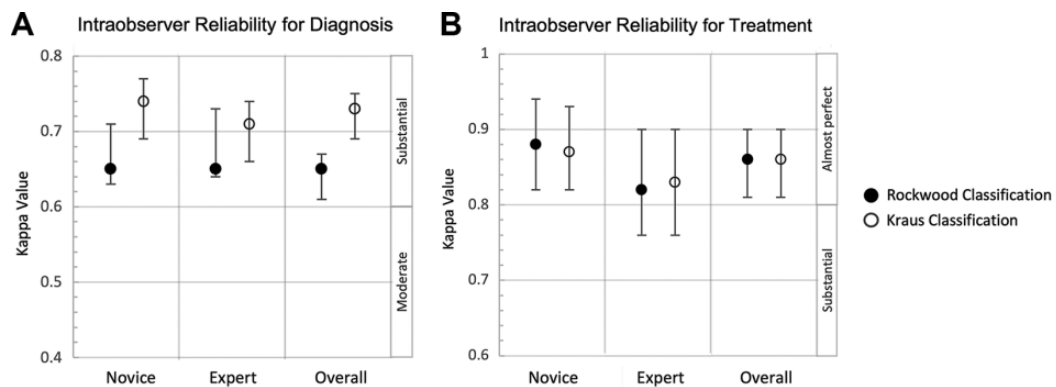 A Intraobserver Reliability for Diagnosis
Kappa Value
0.8
0.7
0.6
0.5
0.4
Substantial
Moderate
Novice Expert Overall
B Intraobserver Reliability for Treatment
Kappa Value
1
0.9
0.8
0.7
0.6
Almost perfect
Substantial
Novice Expert Overall
Rockwood Classification
Kraus Classification